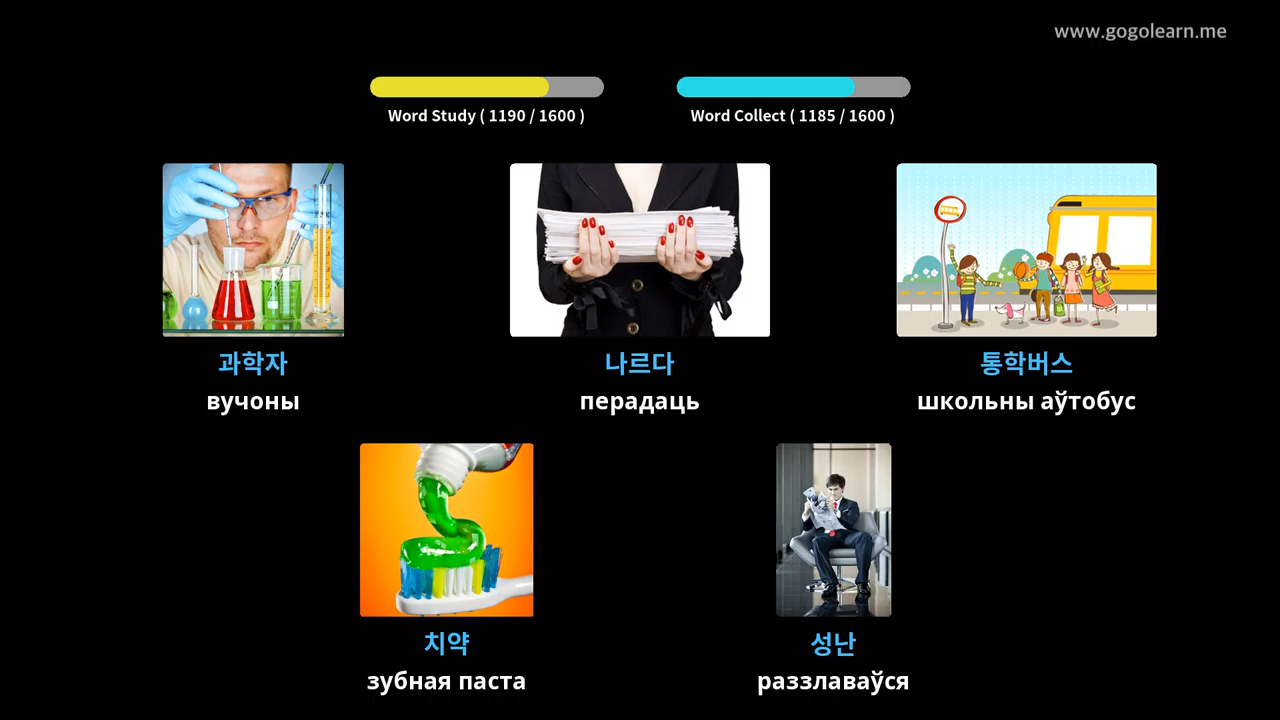 www.gogolearn.me
Word Study ( 1190 / 1600 )
Word Collect ( 1185 / 1600 )
과학자
вучоны
나르다
перадаць
통학버스
школьны аўтобус
치약
зубная паста
성난
раззлаваўся